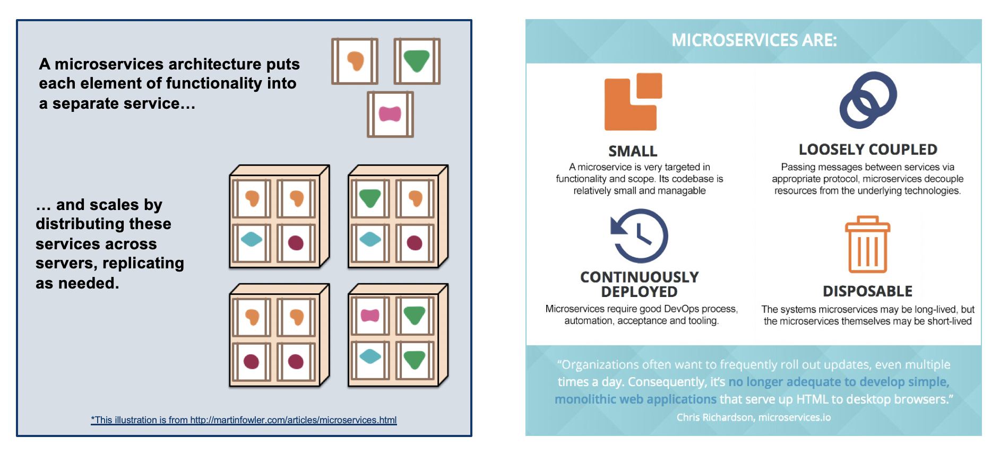 A microservices architecture puts
each element of functionality into
a separate service…
… and scales by
distributing these
services across
servers, replicating
as needed.
*This illustration is from http://martinfowler.com/articles/microservices.html
MICROSERVICES ARE:
SMALL
A microservice is very targeted in
functionality and scope. Its codebase is
relatively small and managable
LOOSELY COUPLED
Passing messages between services via
appropriate protocol, microservices decouple
resources from the underlying technologies.
CONTINUOUSLY
DEPLOYED
Microservices require good DevOps process,
automation, acceptance and tooling.
DISPOSABLE
The systems microservices may be long-lived, but
the microservices themselves may be short-lived
“Organizations often want to frequently roll out updates, even multiple
times a day. Consequently, it’s no longer adequate to develop simple,
monolithic web applications that serve up HTML to desktop browsers.”
Chris Richardson, microservices.io